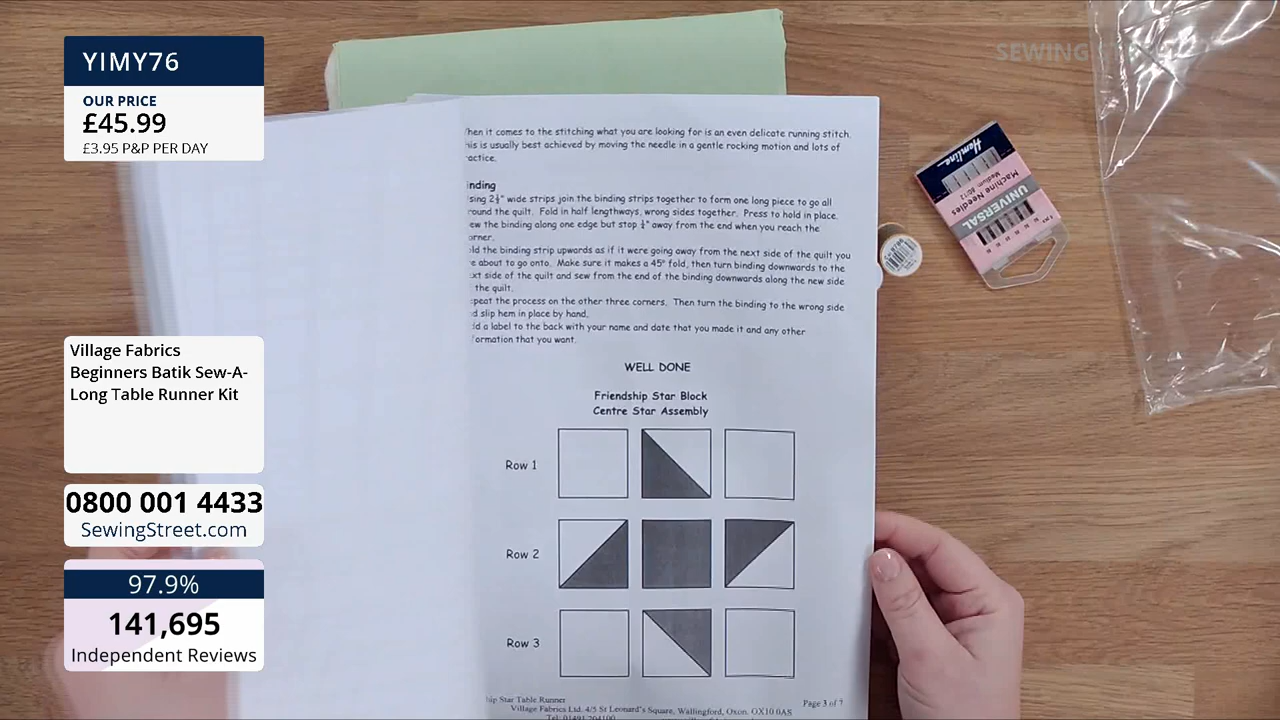 YIMY76
OUR PRICE
£45.99
£3.95 P&P PER DAY
Village Fabrics
Beginners Batik Sew-A-
Long Table Runner Kit
0800 001 4433
SewingStreet.com
97.9%
141,695
Independent Reviews
SEWING STREET
hen it comes to the stitching what you are looking for is an even delicate running stitch.
his is usually best achieved by moving the needle in a gentle rocking motion and lots of
ractice.
inding
sing 2½" wide strips join the binding strips together to form one long piece to go all
round the quilt. Fold in half lengthways, wrong sides together. Press to hold in place.
ew the binding along one edge but stop ¼" away from the end when you reach the
orner.
ld the binding strip upwards as if it were going away from the next side of the quilt you
e about to go onto. Make sure it makes a 45° fold, then turn binding downwards to the
xt side of the quilt and sew from the end of the binding downwards along the new side
the quilt.
peat the process on the other three corners. Then turn the binding to the wrong side
d slip hem in place by hand.
d a label to the back with your name and date that you made it and any other
formation that you want.
WELL DONE
Friendship Star Block
Centre Star Assembly
Row 1
Row 2
Row 3
hip Star Table Runner
Page 3 of
Village Fabrics Ltd. 4/5 St Leonard's Square, Wallingford, Oxon. OX10 0AS
Tel: 01491 204100
Hemline
Machine Needles
Medium 80/12
UNIVERSAL